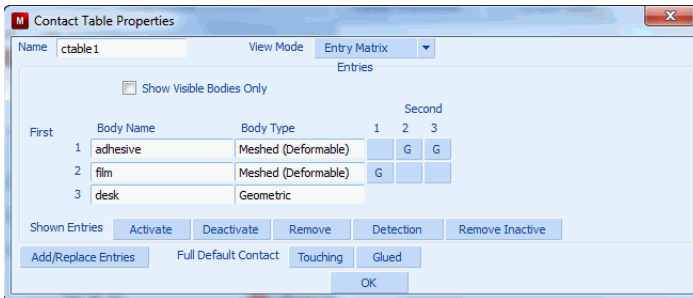 M Contact Table Properties
Name ctable1 View Mode Entry Matrix
Entries
Show Visible Bodies Only
Second
First Body Name Body Type 1 2 3
1 adhesive Meshed (Deformable) G G
2 film Meshed (Deformable) G
3 desk Geometric
Shown Entries Activate Deactivate Remove Detection Remove Inactive
Add/Replace Entries Full Default Contact Touching Glued
OK